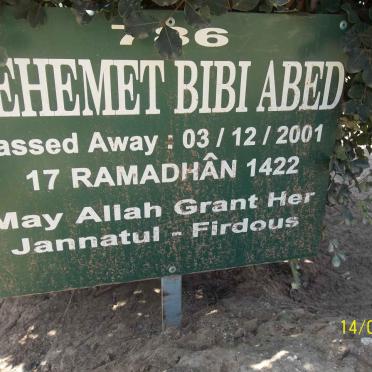 786
EHEMET BIBI ABED
assed Away : 03 / 12 / 2001
17 RAMADHÂN 1422
May Allah Grant Her
Jannatul - Firdous
14/0